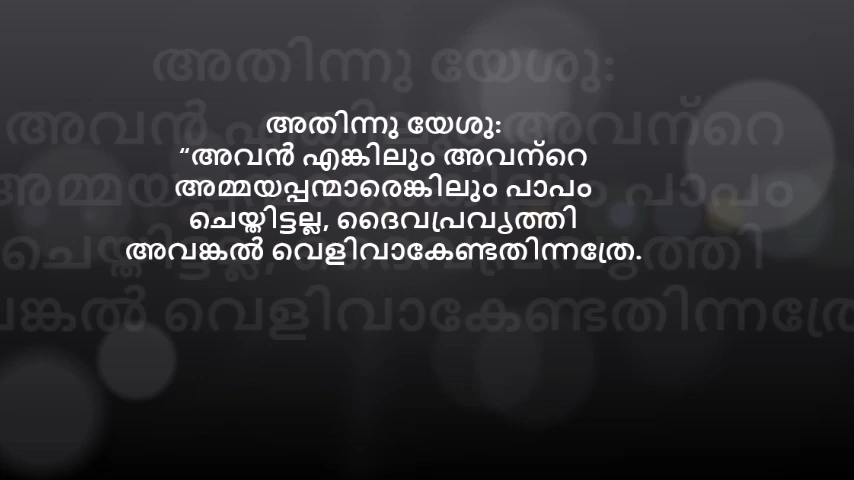 അതിന്നു യേശു:
“അവൻ എങ്കിലും അവന്റെ
അമ്മയപ്പന്മാരെങ്കിലും പാപം
ചെയ്തിട്ടല്ല, ദൈവപ്രവൃത്തി
അവങ്കൽ വെളിവാകേണ്ടതിന്നത്രേ.